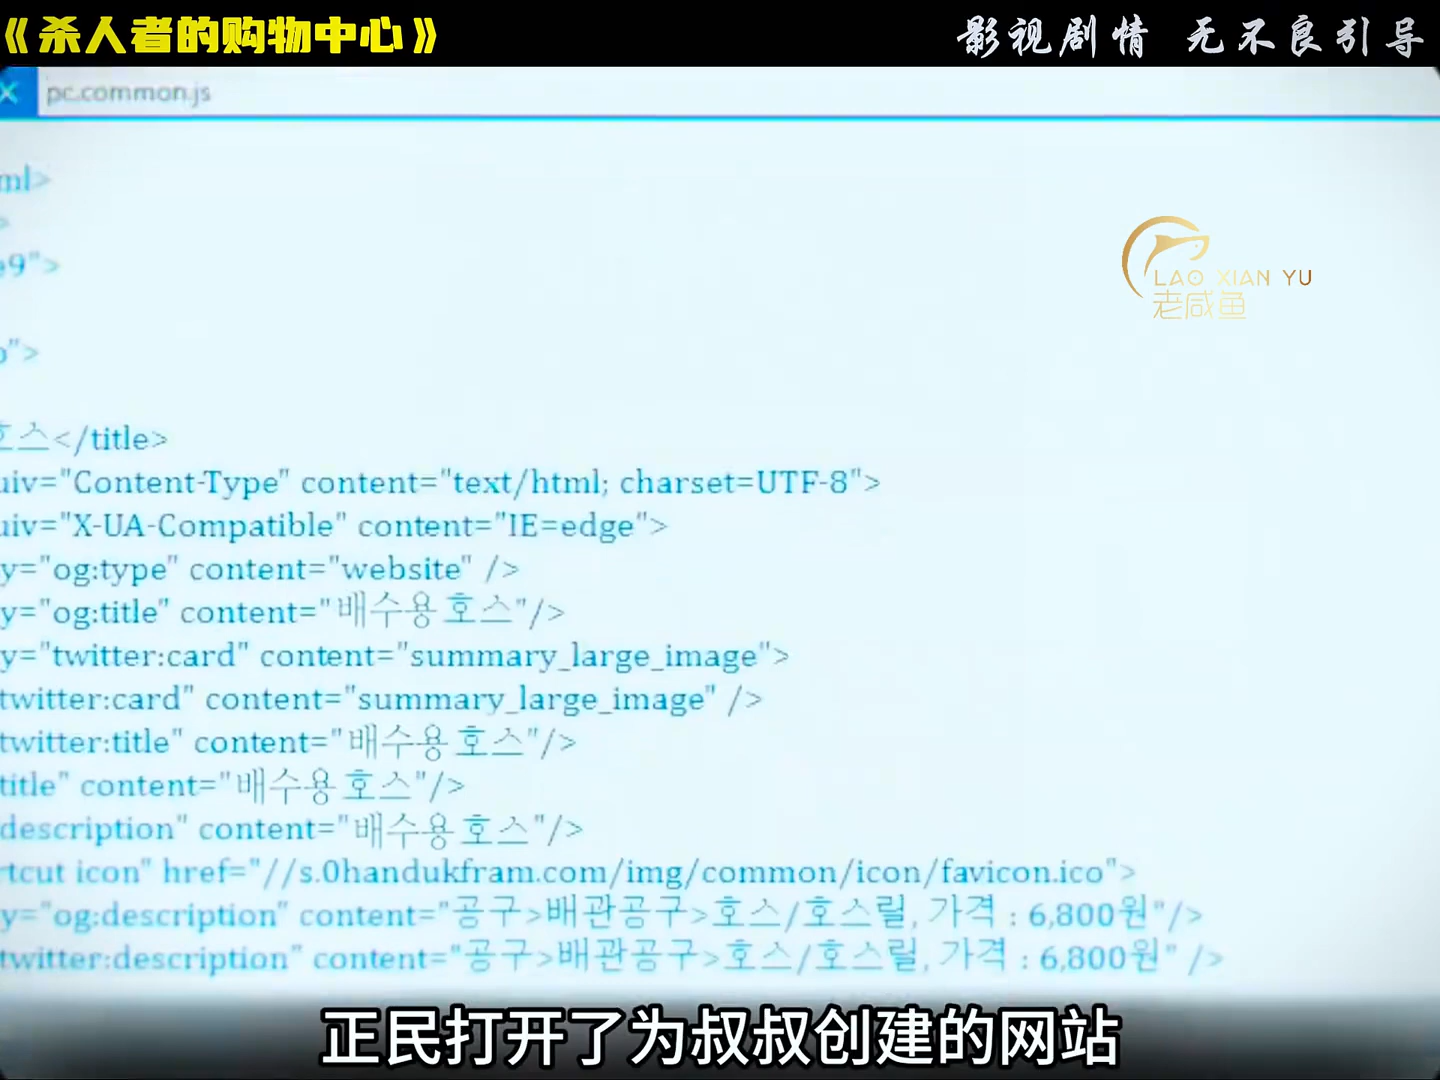 《杀人者的购物中心》
影视剧情 无不良引导
pc.common.js
ml>
>
e9">
LAO XIAN YU
老咸鱼
o">
호스</title>
uiv="Content-Type" content="text/html; charset=UTF-8">
uiv="X-UA-Compatible" content="IE=edge">
y="og:type" content="website" />
y="og:title" content="배수용 호스"/>
y="twitter:card" content="summary_large_image">
twitter:card" content="summary_large_image" />
twitter:title" content="배수용 호스"/>
title" content="배수용 호스"/>
description" content="배수용 호스"/>
rtcut icon" href="//s.0handukfram.com/img/common/icon/favicon.ico">
y="og:description" content="공구>배관공구>호스/호스릴, 가격 : 6,800원"/>
twitter:description" content="공구>배관공구>호스/호스릴, 가격 : 6,800원" />
正民打开了为叔叔创建的网站